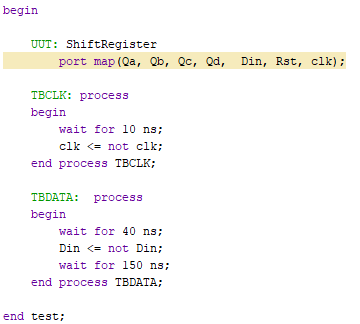 begin

    UUT: ShiftRegister
        port map(Qa, Qb, Qc, Qd,  Din, Rst, clk);

    TBCLK: process
    begin
        wait for 10 ns;
        clk <= not clk;
    end process TBCLK;

    TBDATA:  process
    begin
        wait for 40 ns;
        Din <= not Din;
        wait for 150 ns;
    end process TBDATA;

end test;